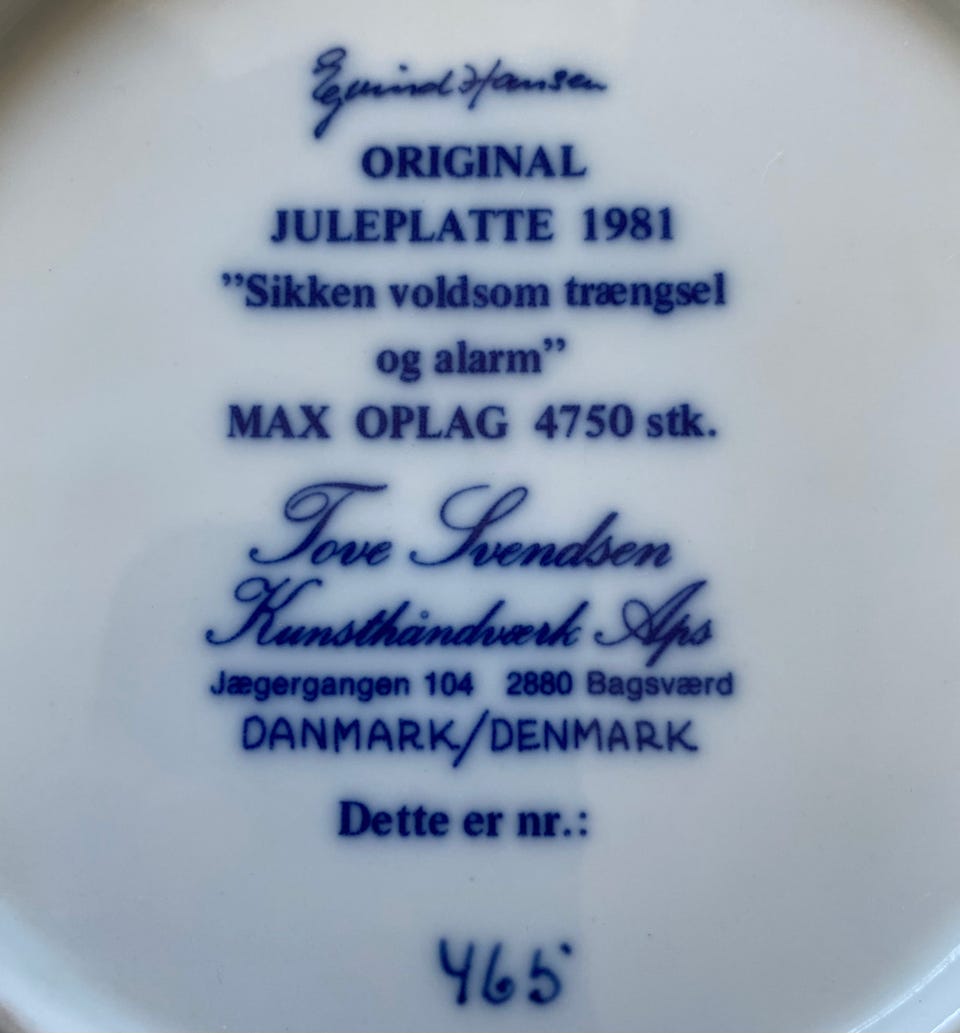 Ejvind Hansen
ORIGINAL
JULEPLATTE 1981
”Sikken voldsom trængsel
og alarm”
MAX OPLAG 4750 stk.
Tove Svendsen
Kunsthåndværk Aps
Jægergangen 104 2880 Bagsværd
DANMARK/DENMARK
Dette er nr.:
465